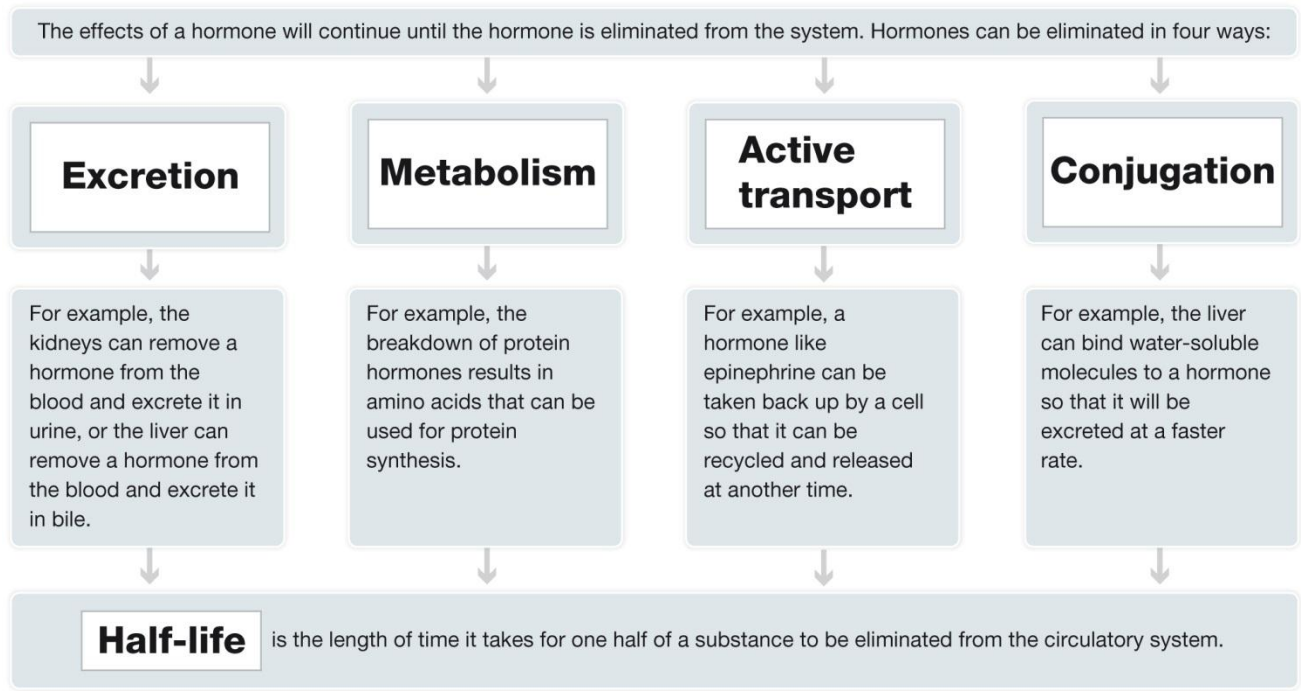 The effects of a hormone will continue until the hormone is eliminated from the system. Hormones can be eliminated in four ways:
Excretion
Metabolism
Active
transport
Conjugation
For example, the
kidneys can remove a
hormone from the
blood and excrete it in
urine, or the liver can
remove a hormone from
the blood and excrete it
in bile.
For example, the
breakdown of protein
hormones results in
amino acids that can be
used for protein
synthesis.
For example, a
hormone like
epinephrine can be
taken back up by a cell
so that it can be
recycled and released
at another time.
For example, the liver
can bind water-soluble
molecules to a hormone
so that it will be
excreted at a faster
rate.
Half-life is the length of time it takes for one half of a substance to be eliminated from the circulatory system.